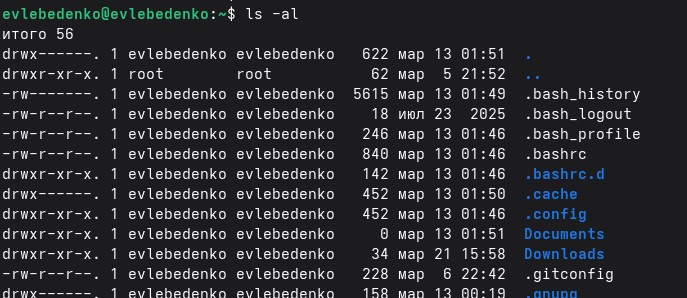 evlebedenko@evlebedenko:~$ ls -al
итого 56
drwx------. 1 evlebedenko evlebedenko 622 мар 13 01:51 .
drwxr-xr-x. 1 root root 62 мар 5 21:52 ..
-rw-------. 1 evlebedenko evlebedenko 5615 мар 13 01:49 .bash_history
-rw-r--r--. 1 evlebedenko evlebedenko 18 июл 23 2025 .bash_logout
-rw-r--r--. 1 evlebedenko evlebedenko 246 мар 13 01:46 .bash_profile
-rw-r--r--. 1 evlebedenko evlebedenko 840 мар 13 01:46 .bashrc
drwxr-xr-x. 1 evlebedenko evlebedenko 142 мар 13 01:46 .bashrc.d
drwx------. 1 evlebedenko evlebedenko 452 мар 13 01:50 .cache
drwxr-xr-x. 1 evlebedenko evlebedenko 452 мар 13 01:46 .config
drwxr-xr-x. 1 evlebedenko evlebedenko 0 мар 13 01:51 Documents
drwxr-xr-x. 1 evlebedenko evlebedenko 34 мар 21 15:58 Downloads
-rw-r--r--. 1 evlebedenko evlebedenko 228 мар 6 22:42 .gitconfig
drwx------. 1 evlebedenko evlebedenko 158 мар 13 00:19 .gnupg